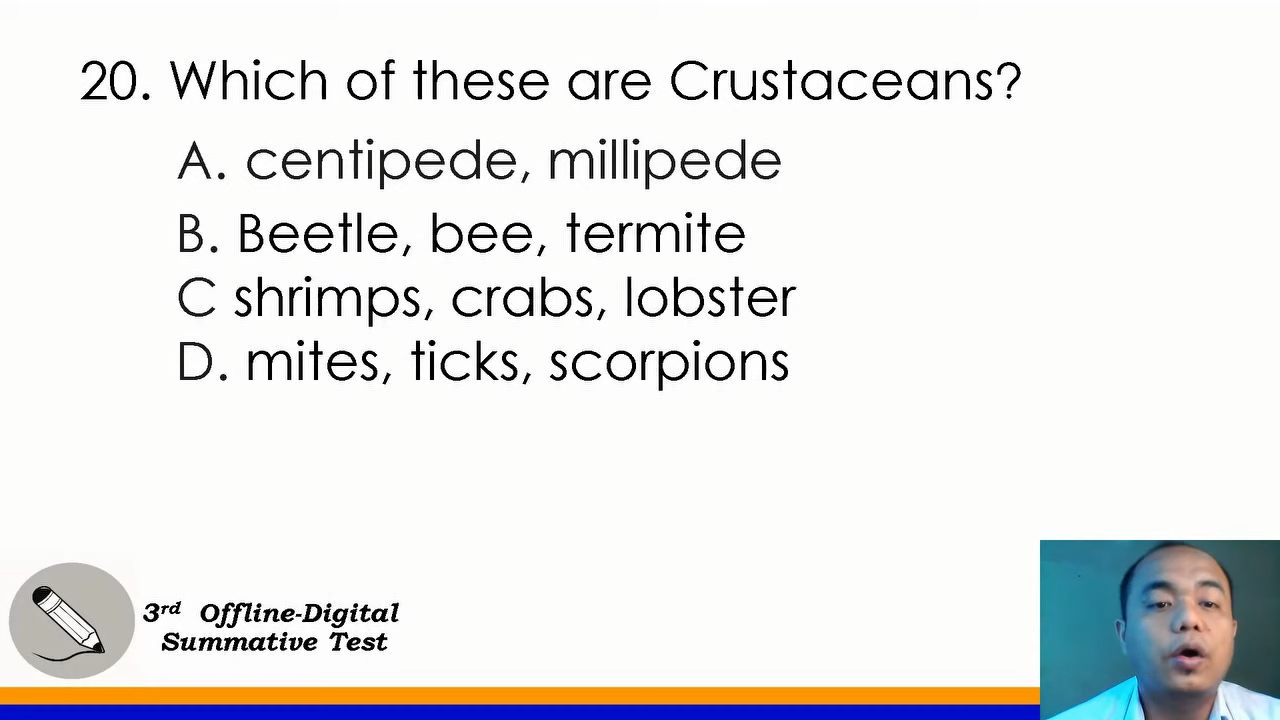 20. Which of these are Crustaceans?
A. centipede, millipede
B. Beetle, bee, termite
C shrimps, crabs, lobster
D. mites, ticks, scorpions
3rd Offline-Digital
Summative Test